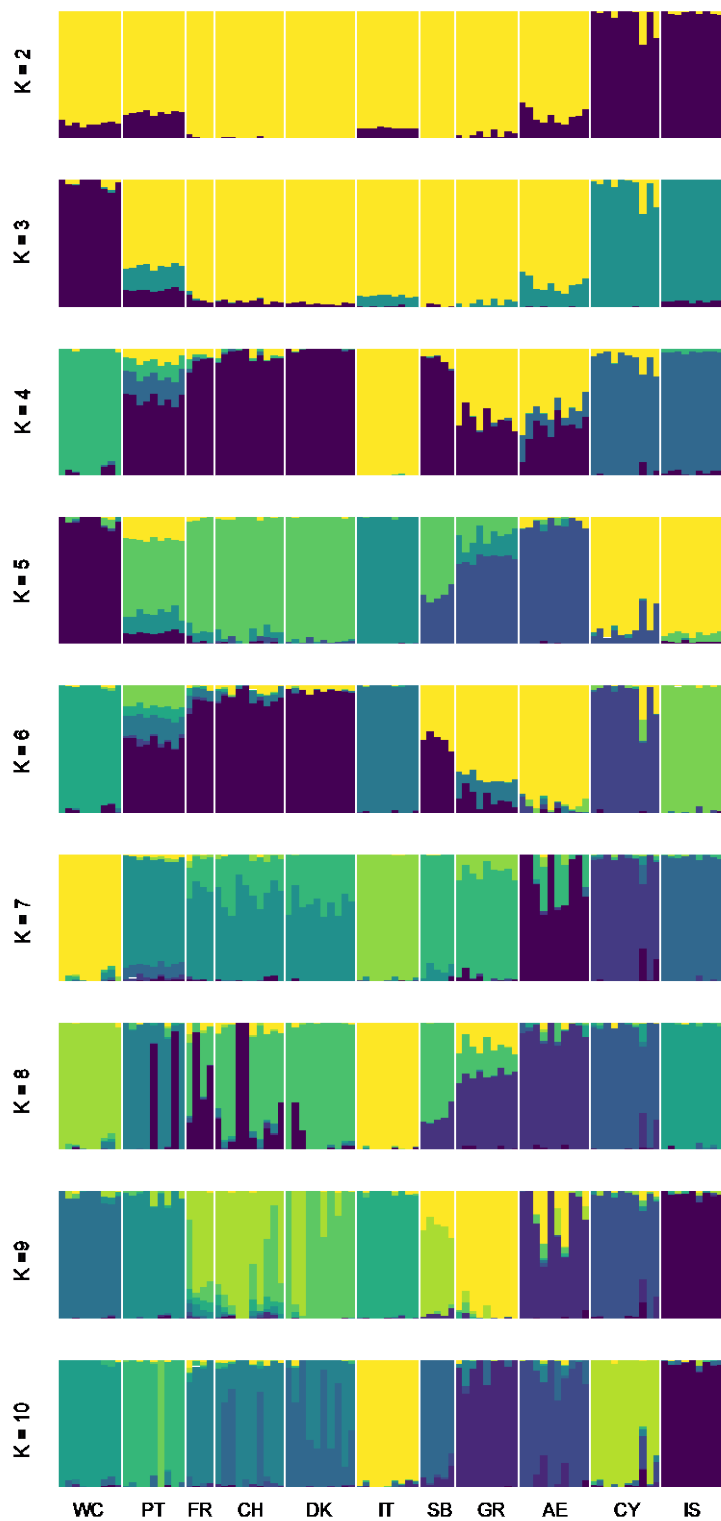 K = 2
K = 3
K = 4
K = 5
K = 6
K = 7
K = 8
K = 9
K = 10
WC PT FR CH DK IT SB GR AE CY IS